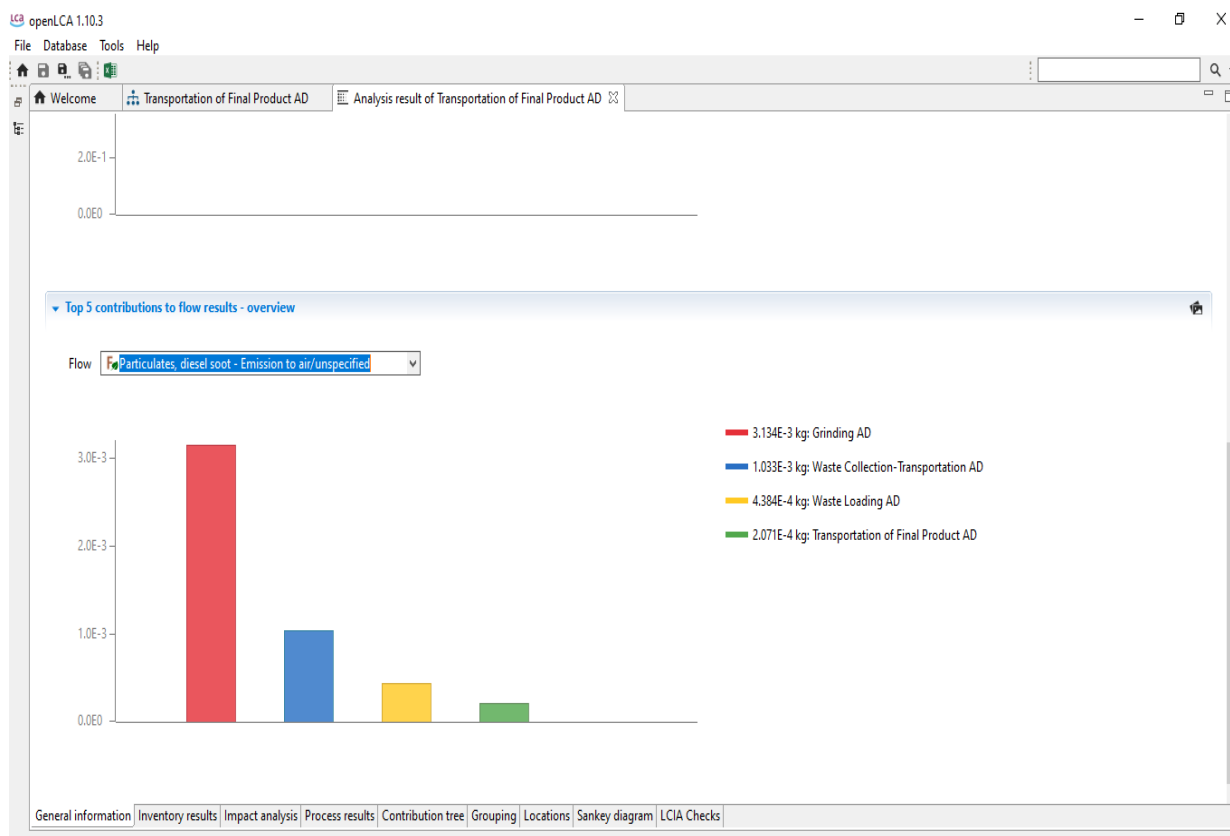 LCA openLCA 1.10.3
File Database Tools Help
Welcome Transportation of Final Product AD Analysis result of Transportation of Final Product AD
2.0E-1
0.0E0
Top 5 contributions to flow results - overview
Flow Particulates, diesel soot - Emission to air/unspecified
3.134E-3 kg: Grinding AD
3.0E-3
1.033E-3 kg: Waste Collection-Transportation AD
4.384E-4 kg: Waste Loading AD
2.071E-4 kg: Transportation of Final Product AD
2.0E-3
1.0E-3
0.0E0
General information Inventory results Impact analysis Process results Contribution tree Grouping Locations Sankey diagram LCIA Checks